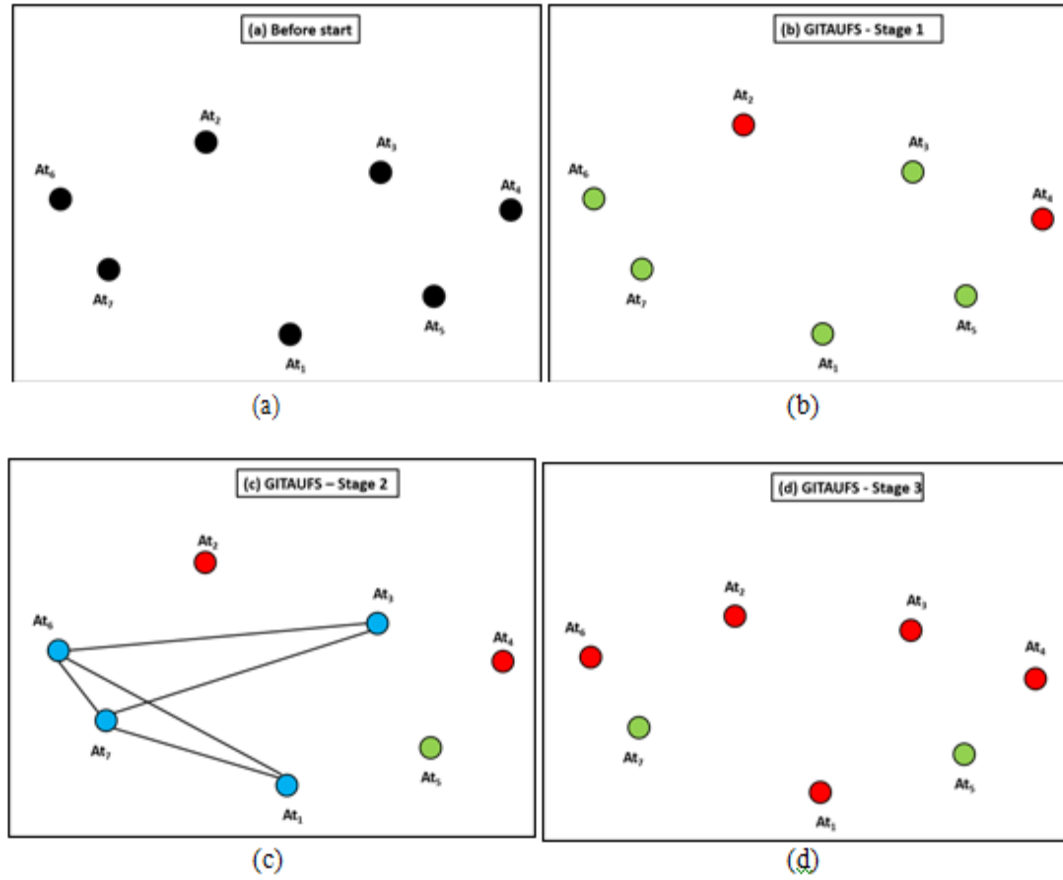 (a) Before start
At₂
At₃
At₆
At₄
At₇
At₅
At₁
(a)
(b) GITAUFS - Stage 1
At₂
At₃
At₆
At₄
At₇
At₅
At₁
(b)
(c) GITAUFS – Stage 2
At₂
At₃
At₆
At₄
At₇
At₅
At₁
(c)
(d) GITAUFS - Stage 3
At₂
At₃
At₆
At₄
At₇
At₅
At₁
(d)